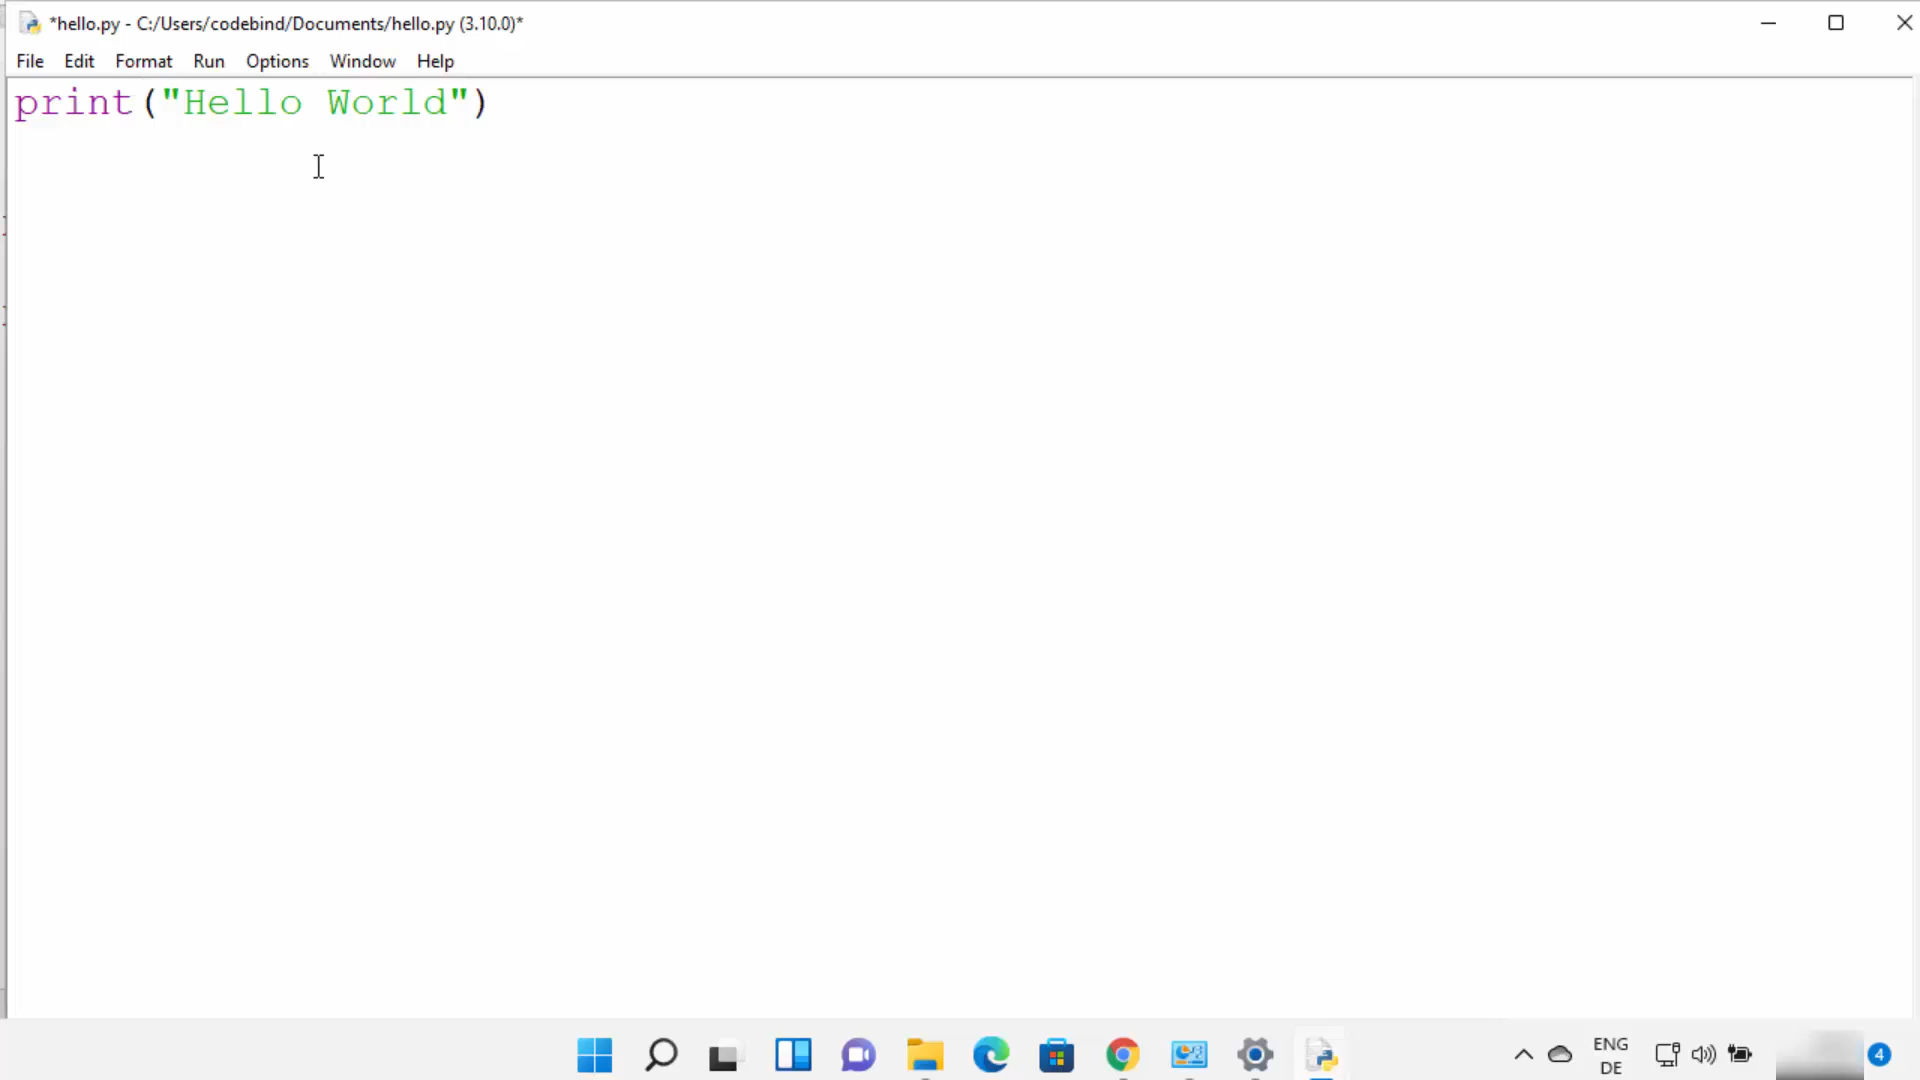 *hello.py - C:/Users/codebind/Documents/hello.py (3.10.0)*
File Edit Format Run Options Window Help
print("Hello World")
ENG
DE
4